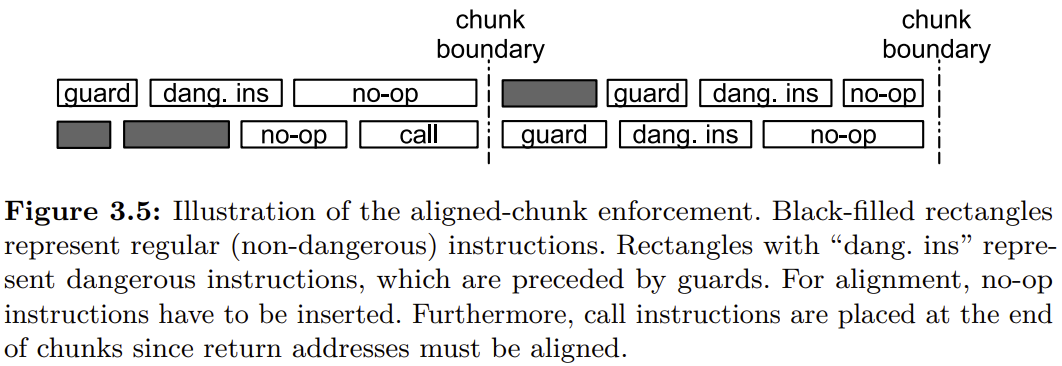 chunk boundary chunk boundary
guard dang. ins no-op guard dang. ins no-op
no-op call guard dang. ins no-op
Figure 3.5: Illustration of the aligned-chunk enforcement. Black-filled rectangles
represent regular (non-dangerous) instructions. Rectangles with “dang. ins” repre-
sent dangerous instructions, which are preceded by guards. For alignment, no-op
instructions have to be inserted. Furthermore, call instructions are placed at the end
of chunks since return addresses must be aligned.